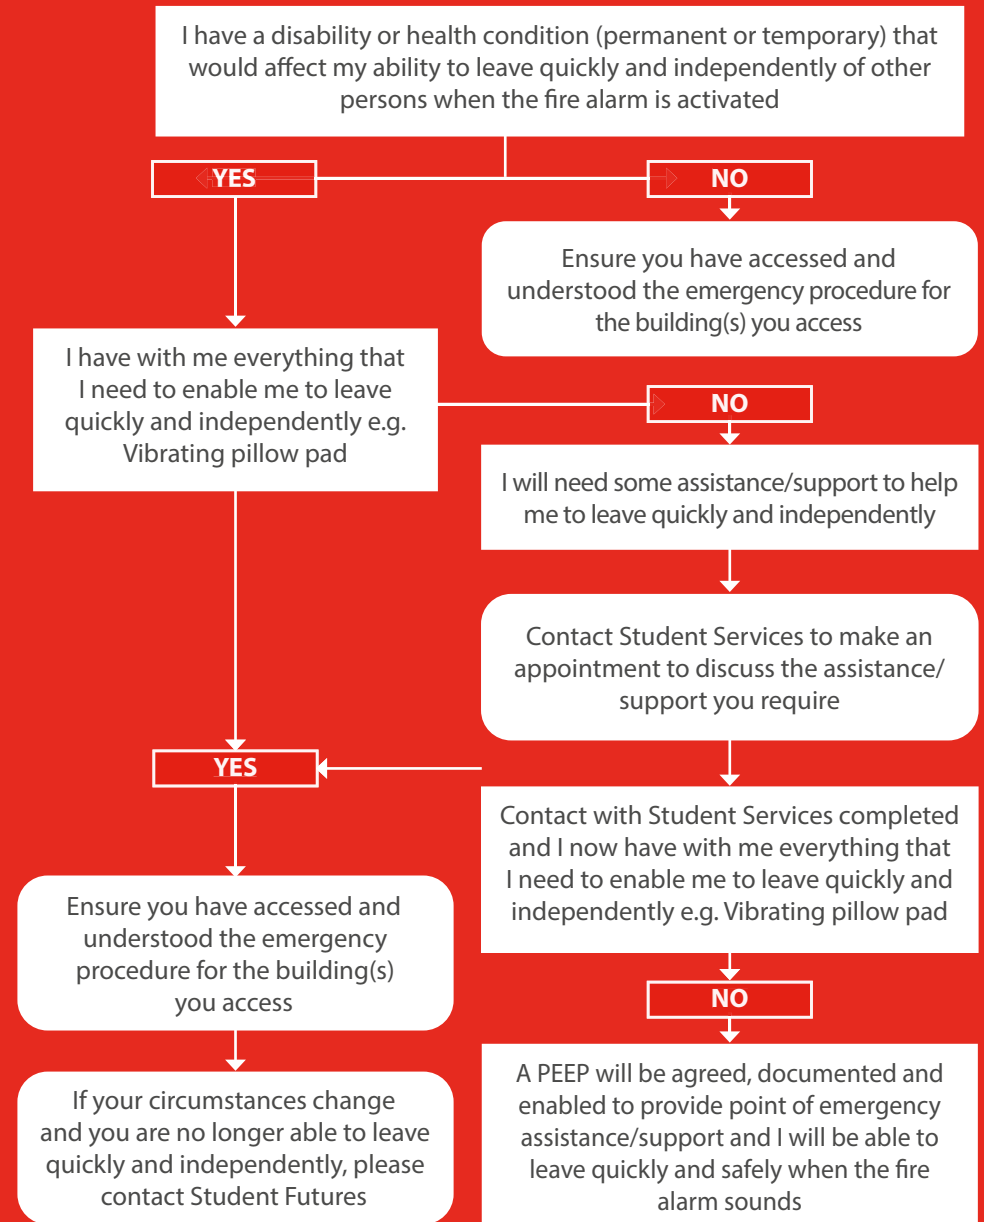 I have a disability or health condition (permanent or temporary) that
would affect my ability to leave quickly and independently of other
persons when the fire alarm is activated
YES
NO
Ensure you have accessed and
understood the emergency procedure for
the building(s) you access
I have with me everything that
I need to enable me to leave
quickly and independently e.g.
Vibrating pillow pad
NO
I will need some assistance/support to help
me to leave quickly and independently
Contact Student Services to make an
appointment to discuss the assistance/
support you require
YES
Contact with Student Services completed
and I now have with me everything that
I need to enable me to leave quickly and
independently e.g. Vibrating pillow pad
Ensure you have accessed and
understood the emergency
procedure for the building(s)
you access
NO
If your circumstances change
and you are no longer able to leave
quickly and independently, please
contact Student Futures
A PEEP will be agreed, documented and
enabled to provide point of emergency
assistance/support and I will be able to
leave quickly and safely when the fire
alarm sounds